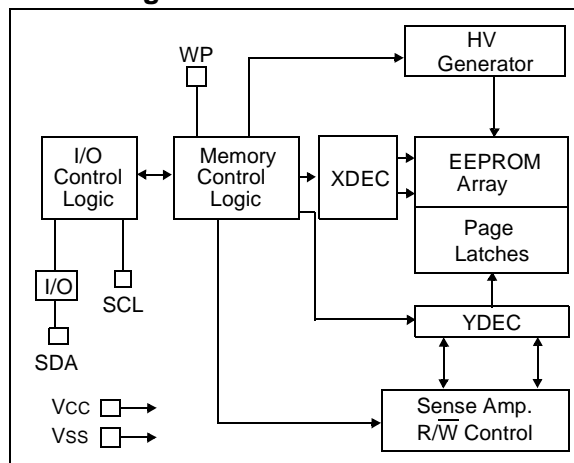 WP
HV
Generator
I/O
Control
Logic
Memory
Control
Logic
XDEC
EEPROM
Array
Page
Latches
I/O
SCL
SDA
YDEC
VCC
VSS
Sense Amp.
R/W̅ Control